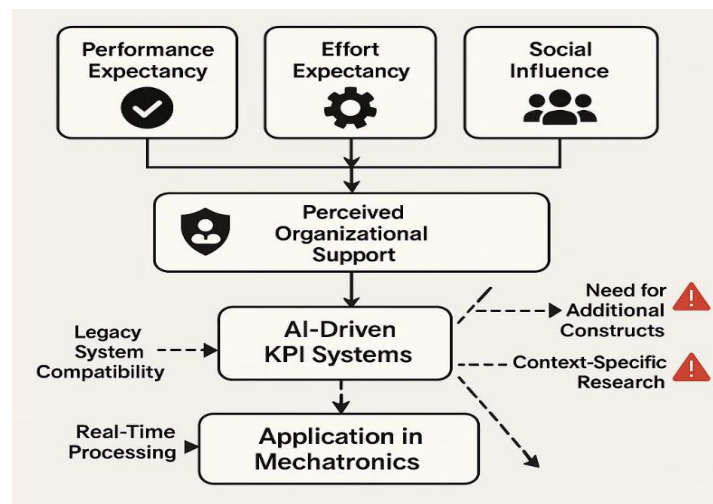 Performance
Expectancy
Effort
Expectancy
Social
Influence
Perceived
Organizational
Support
AI-Driven
KPI Systems
Need for
Additional
Constructs
Legacy
System
Compatibility
Context-Specific
Research
Real-Time
Processing
Application in
Mechatronics